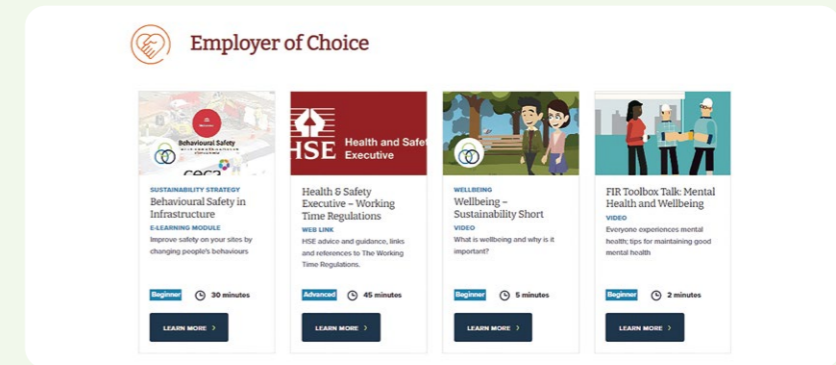 Employer of Choice
Behavioural Safety
ceca
SUSTAINABILITY STRATEGY
Behavioural Safety in
Infrastructure
E-LEARNING MODULE
Improve safety on your sites by
changing people's behaviours
Beginner 30 minutes
LEARN MORE >
HSE Health and Safet
Executive
Health & Safety
Executive – Working
Time Regulations
WEB LINK
HSE advice and guidance, links
and references to The Working
Time Regulations.
Advanced 45 minutes
LEARN MORE >
WELLBEING
Wellbeing –
Sustainability Short
VIDEO
What is wellbeing and why is it
important?
Beginner 5 minutes
LEARN MORE >
FIR Toolbox Talk: Mental
Health and Wellbeing
VIDEO
Everyone experiences mental
health; tips for maintaining good
mental health
Beginner 2 minutes
LEARN MORE >